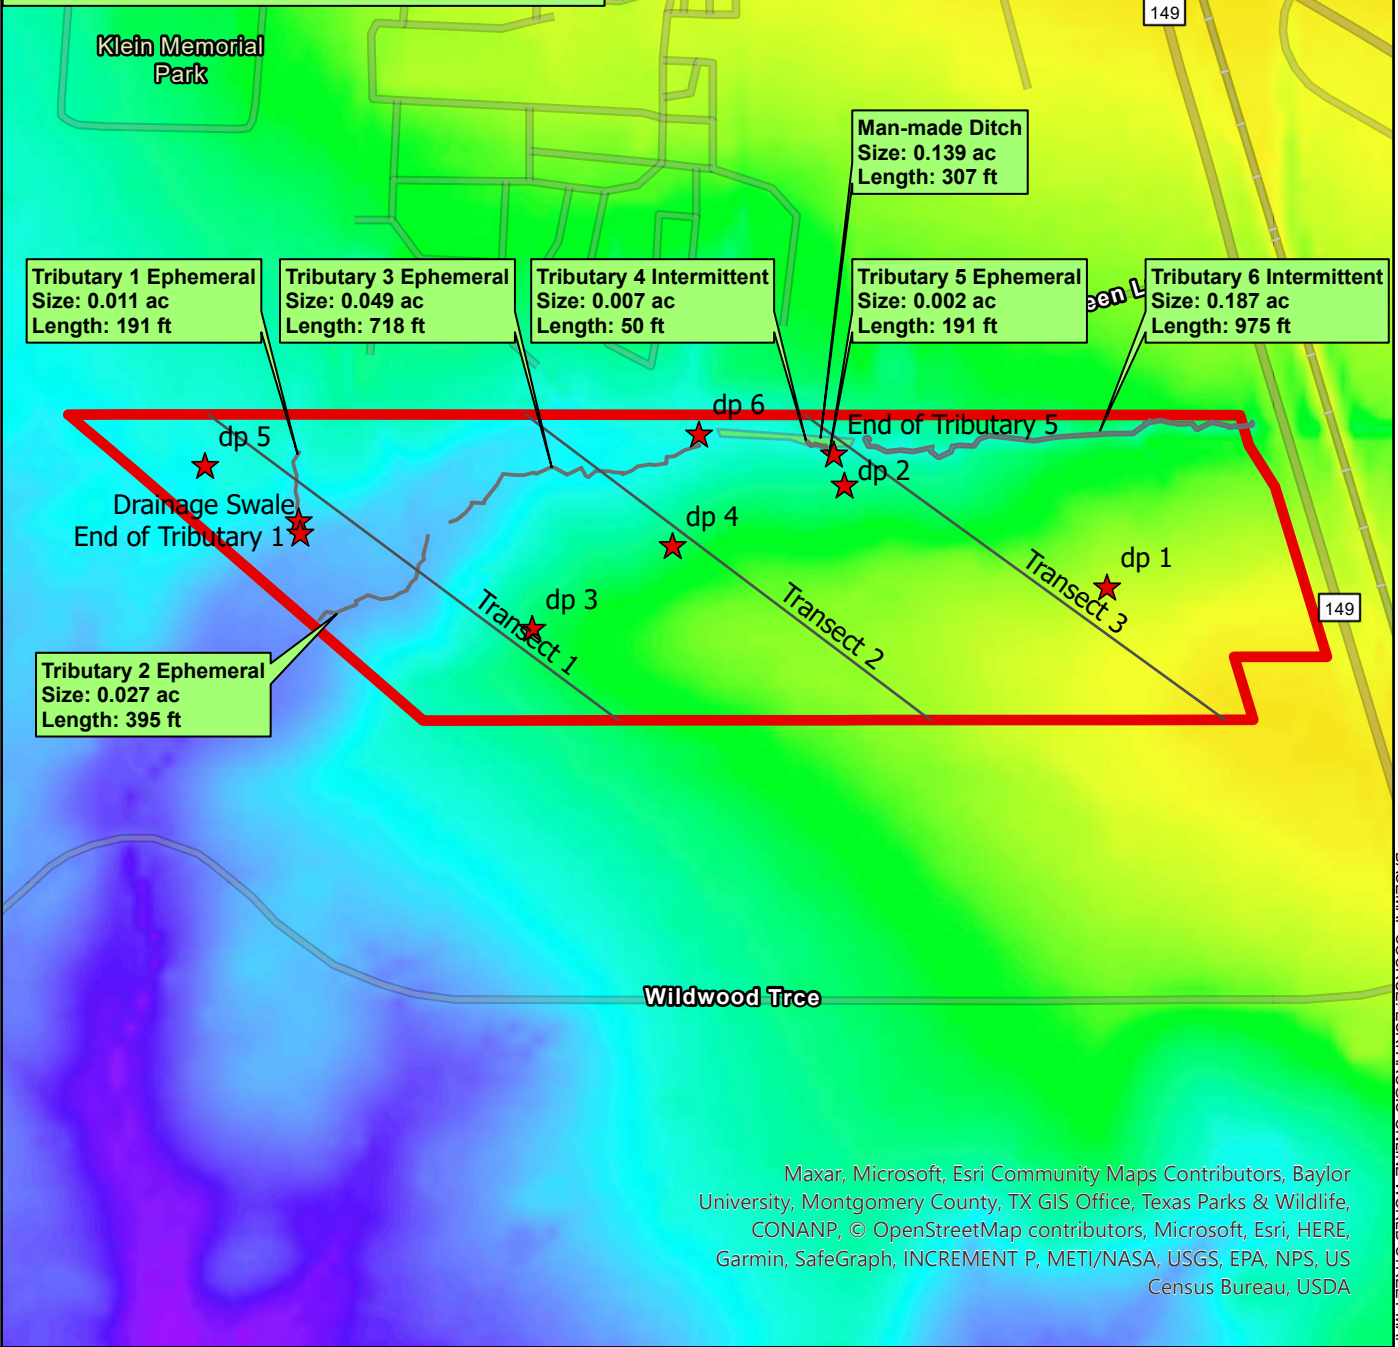 149
Klein Memorial
Park
Man-made Ditch
Size: 0.139 ac
Length: 307 ft
Tributary 1 Ephemeral
Size: 0.011 ac
Length: 191 ft
Tributary 3 Ephemeral
Size: 0.049 ac
Length: 718 ft
Tributary 4 Intermittent
Size: 0.007 ac
Length: 50 ft
Tributary 5 Ephemeral
Size: 0.002 ac
Length: 191 ft
Tributary 6 Intermittent
Size: 0.187 ac
Length: 975 ft
dp 6
End of Tributary 5
dp 5
dp 2
Drainage Swale
End of Tributary 1
dp 4
dp 1
dp 3
Transect 1
Transect 2
Transect 3
149
Tributary 2 Ephemeral
Size: 0.027 ac
Length: 395 ft
Wildwood Trce
Maxar, Microsoft, Esri Community Maps Contributors, Baylor
University, Montgomery County, TX GIS Office, Texas Parks & Wildlife,
CONANP, © OpenStreetMap contributors, Microsoft, Esri, HERE,
Garmin, SafeGraph, INCREMENT P, METI/NASA, USGS, EPA, NPS, US
Census Bureau, USDA